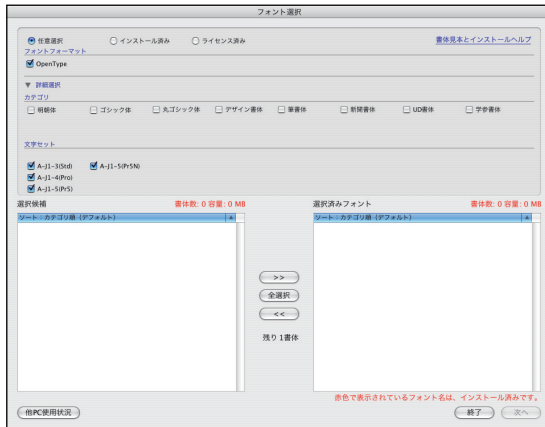 フォント選択
任意選択 インストール済み ライセンス済み 書体見本とインストールヘルプ
フォントフォーマット
OpenType
▼ 詳細選択
カテゴリ
明朝体 ゴシック体 丸ゴシック体 デザイン書体 筆書体 新聞書体 UD書体 学参書体
文字セット
A-J1-3(Std) A-J1-5(Pr5N)
A-J1-4(Pro)
A-J1-5(Pr5)
選択候補 書体数: 0 容量: 0 MB 選択済みフォント 書体数: 0 容量: 0 MB
ソート：カテゴリ順（デフォルト） ソート：カテゴリ順（デフォルト）
>>
全選択
<<
残り 1書体
赤色で表示されているフォント名は、インストール済みです。
他PC使用状況 終了 次へ